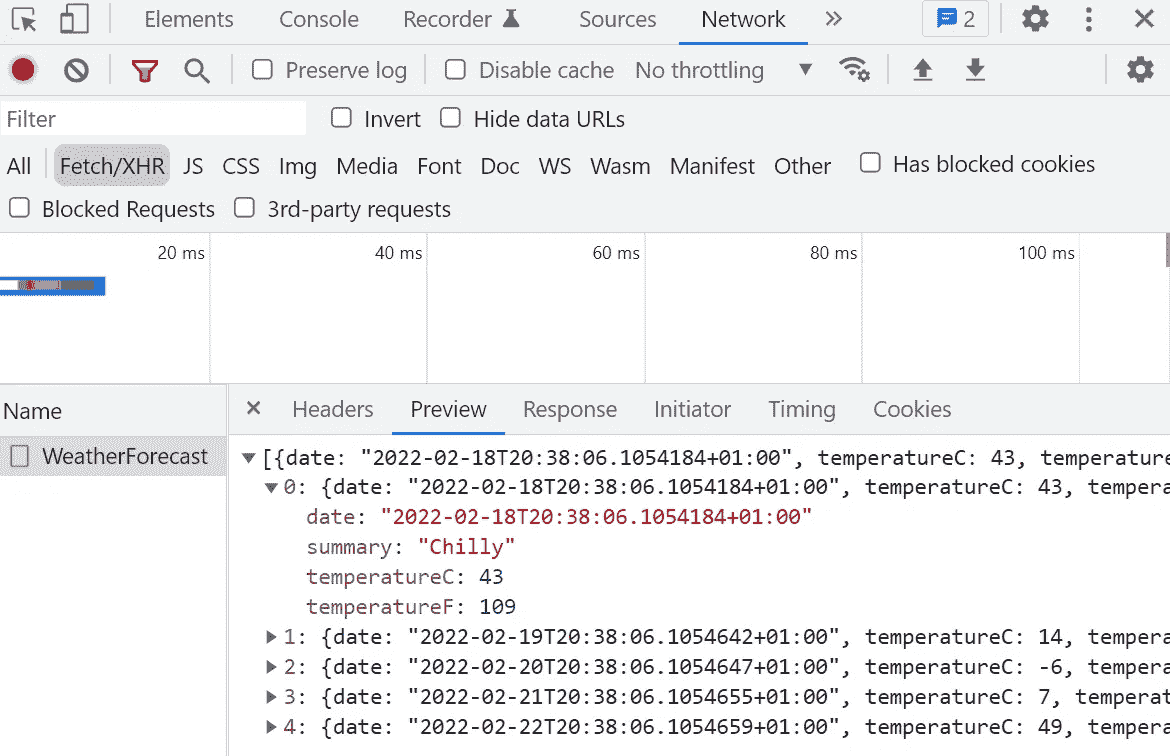 Elements Console Recorder Sources Network 2
Preserve log Disable cache No throttling
Filter Invert Hide data URLs
All Fetch/XHR JS CSS Img Media Font Doc WS Wasm Manifest Other Has blocked cookies
Blocked Requests 3rd-party requests
20 ms 40 ms 60 ms 80 ms 100 ms
Name Headers Preview Response Initiator Timing Cookies
WeatherForecast
[{date: "2022-02-18T20:38:06.1054184+01:00", temperatureC: 43, temperature
0: {date: "2022-02-18T20:38:06.1054184+01:00", temperatureC: 43, tempera
date: "2022-02-18T20:38:06.1054184+01:00"
summary: "Chilly"
temperatureC: 43
temperatureF: 109
1: {date: "2022-02-19T20:38:06.1054642+01:00", temperatureC: 14, tempera
2: {date: "2022-02-20T20:38:06.1054647+01:00", temperatureC: -6, tempera
3: {date: "2022-02-21T20:38:06.1054655+01:00", temperatureC: 7, temperat
4: {date: "2022-02-22T20:38:06.1054659+01:00", temperatureC: 49, tempera